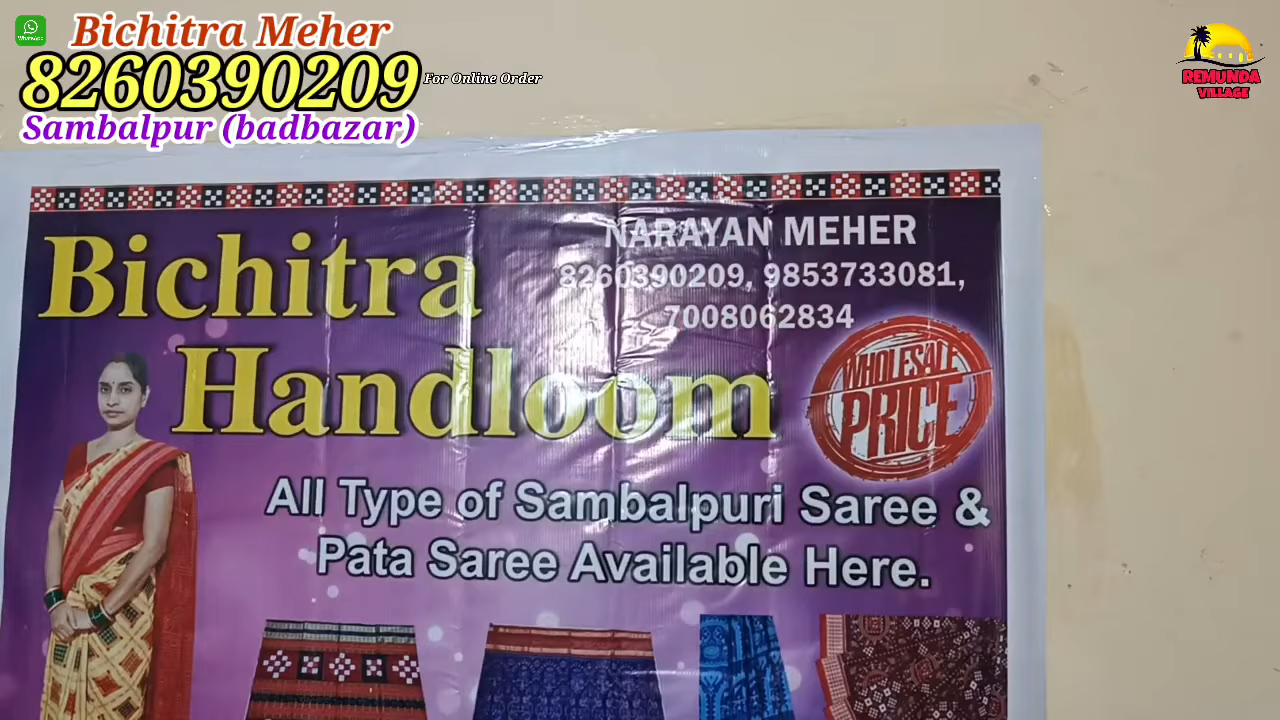 WhatsApp
Bichitra Meher
8260390209
For Online Order
Sambalpur (badbazar)
REMUNDA
VILLAGE
NARAYAN MEHER
8260390209, 9853733081,
7008062834
Bichitra
Handloom
WHOLESALE
PRICE
All Type of Sambalpuri Saree &
Pata Saree Available Here.